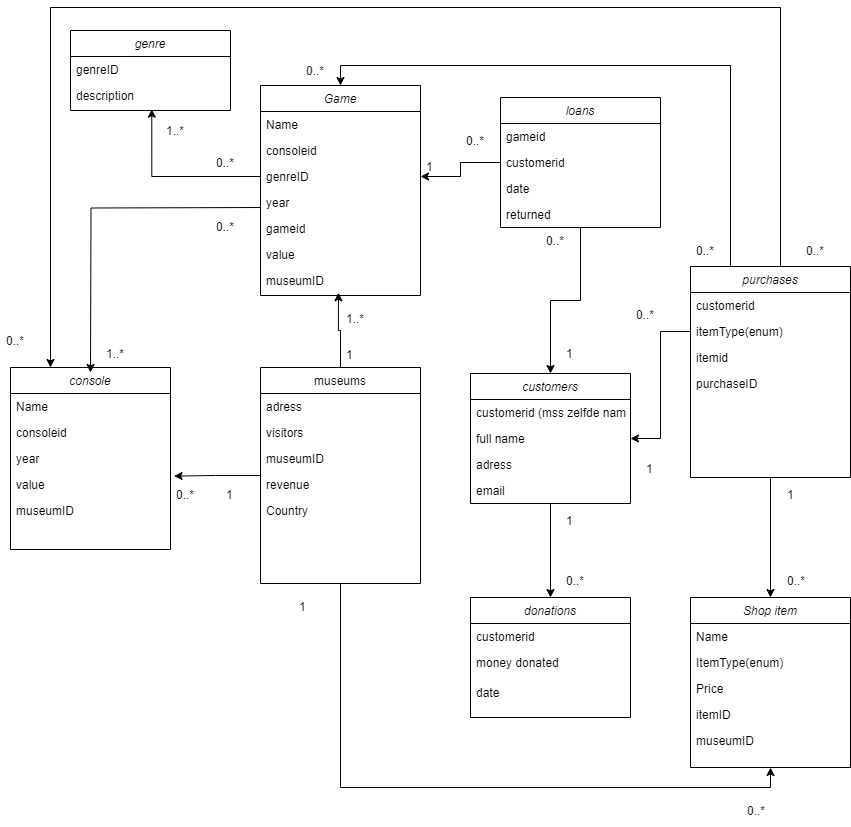 genre
genreID
description
0..*
Game
Name
consoleid
genreID
year
gameid
value
museumID
1..*
0..*
0..*
loans
gameid
customerid
date
returned
0..*
1
0..*
0..*
0..*
purchases
customerid
itemType(enum)
itemid
purchaseID
0..*
1..*
1
0..*
1..*
1
console
Name
consoleid
year
value
museumID
museums
adress
visitors
museumID
revenue
Country
0..*
1
customers
customerid (mss zelfde nam
full name
adress
email
1
1
1
0..*
0..*
1
donations
customerid
money donated
date
Shop item
Name
ItemType(enum)
Price
itemID
museumID
0..*